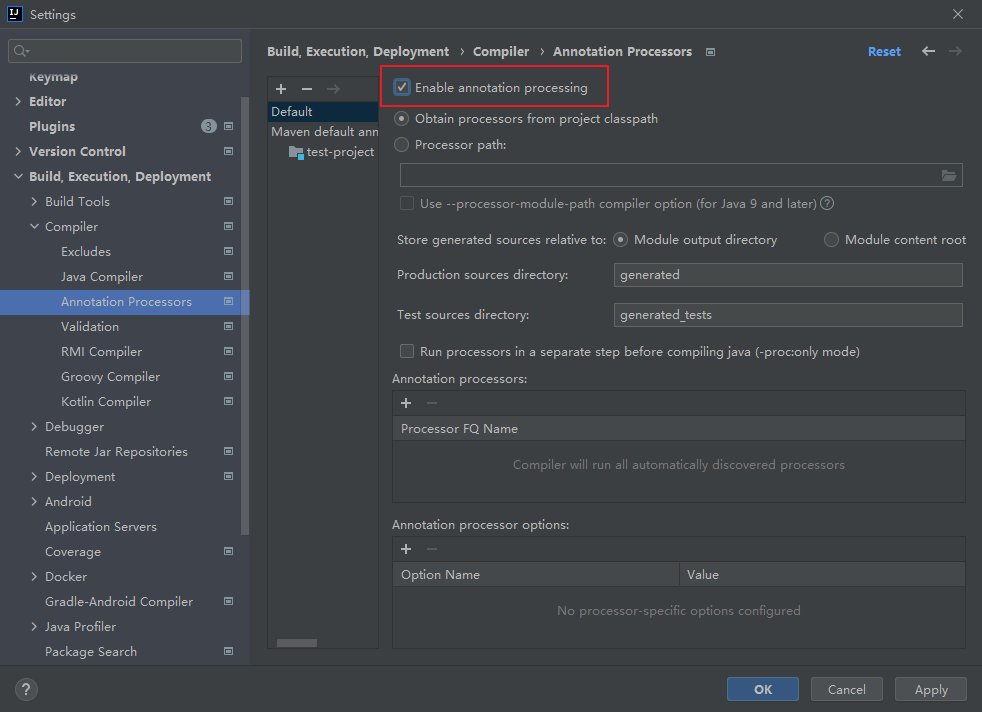 Settings
Keymap
Editor
Plugins 3
Version Control
Build, Execution, Deployment
Build Tools
Compiler
Excludes
Java Compiler
Annotation Processors
Validation
RMI Compiler
Groovy Compiler
Kotlin Compiler
Debugger
Remote Jar Repositories
Deployment
Android
Application Servers
Coverage
Docker
Gradle-Android Compiler
Java Profiler
Package Search
Build, Execution, Deployment › Compiler › Annotation Processors
Reset
Default
Maven default ann
test-project
Enable annotation processing
Obtain processors from project classpath
Processor path:
Use --processor-module-path compiler option (for Java 9 and later) ?
Store generated sources relative to: Module output directory Module content root
Production sources directory: generated
Test sources directory: generated_tests
Run processors in a separate step before compiling java (-proc:only mode)
Annotation processors:
+ −
Processor FQ Name
Compiler will run all automatically discovered processors
Annotation processor options:
+ −
Option Name Value
No processor-specific options configured
? OK Cancel Apply